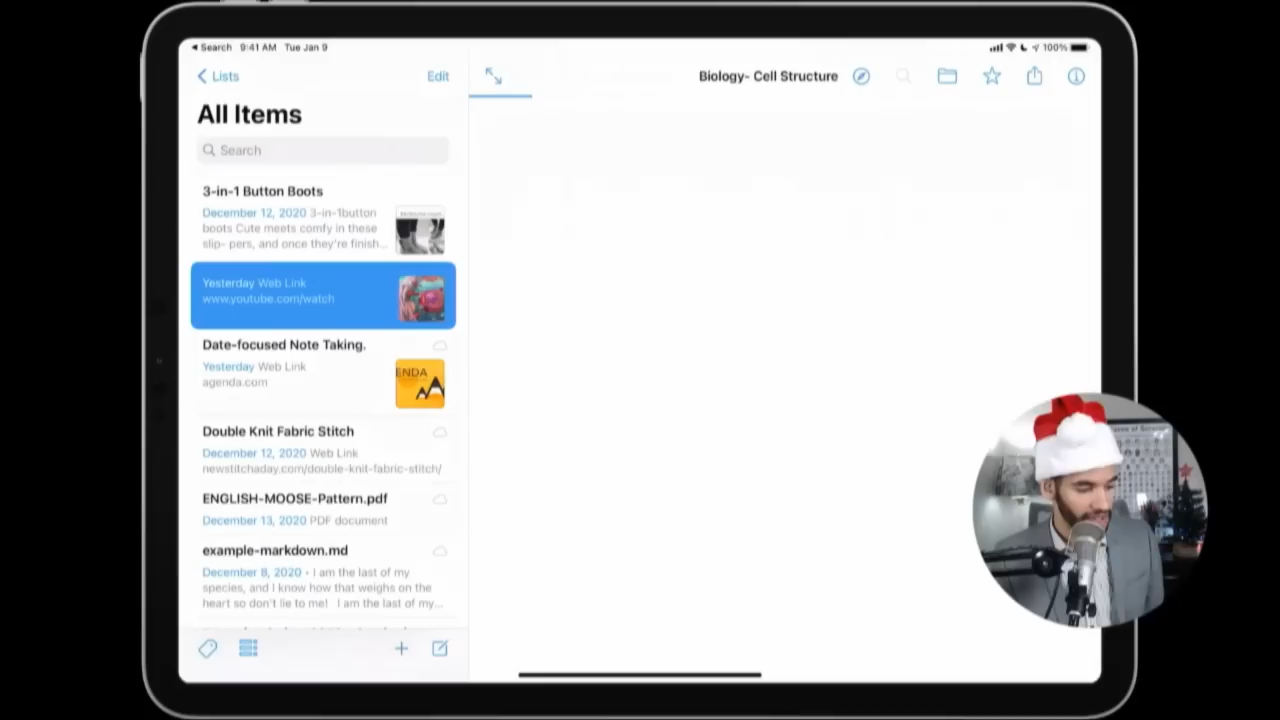 Search 9:41 AM Tue Jan 9
100%
Lists
Edit
Biology- Cell Structure
All Items
Search
3-in-1 Button Boots
December 12, 2020 3-in-1button
boots Cute meets comfy in these
slip- pers, and once they're finish...
Yesterday Web Link
www.youtube.com/watch
Date-focused Note Taking.
Yesterday Web Link
agenda.com
ENDA
Double Knit Fabric Stitch
December 12, 2020 Web Link
newstitchaday.com/double-knit-fabric-stitch/
ENGLISH-MOOSE-Pattern.pdf
December 13, 2020 PDF document
example-markdown.md
December 8, 2020 • I am the last of my
species, and I know how that weighs on the
heart so don't lie to me! I am the last of my...